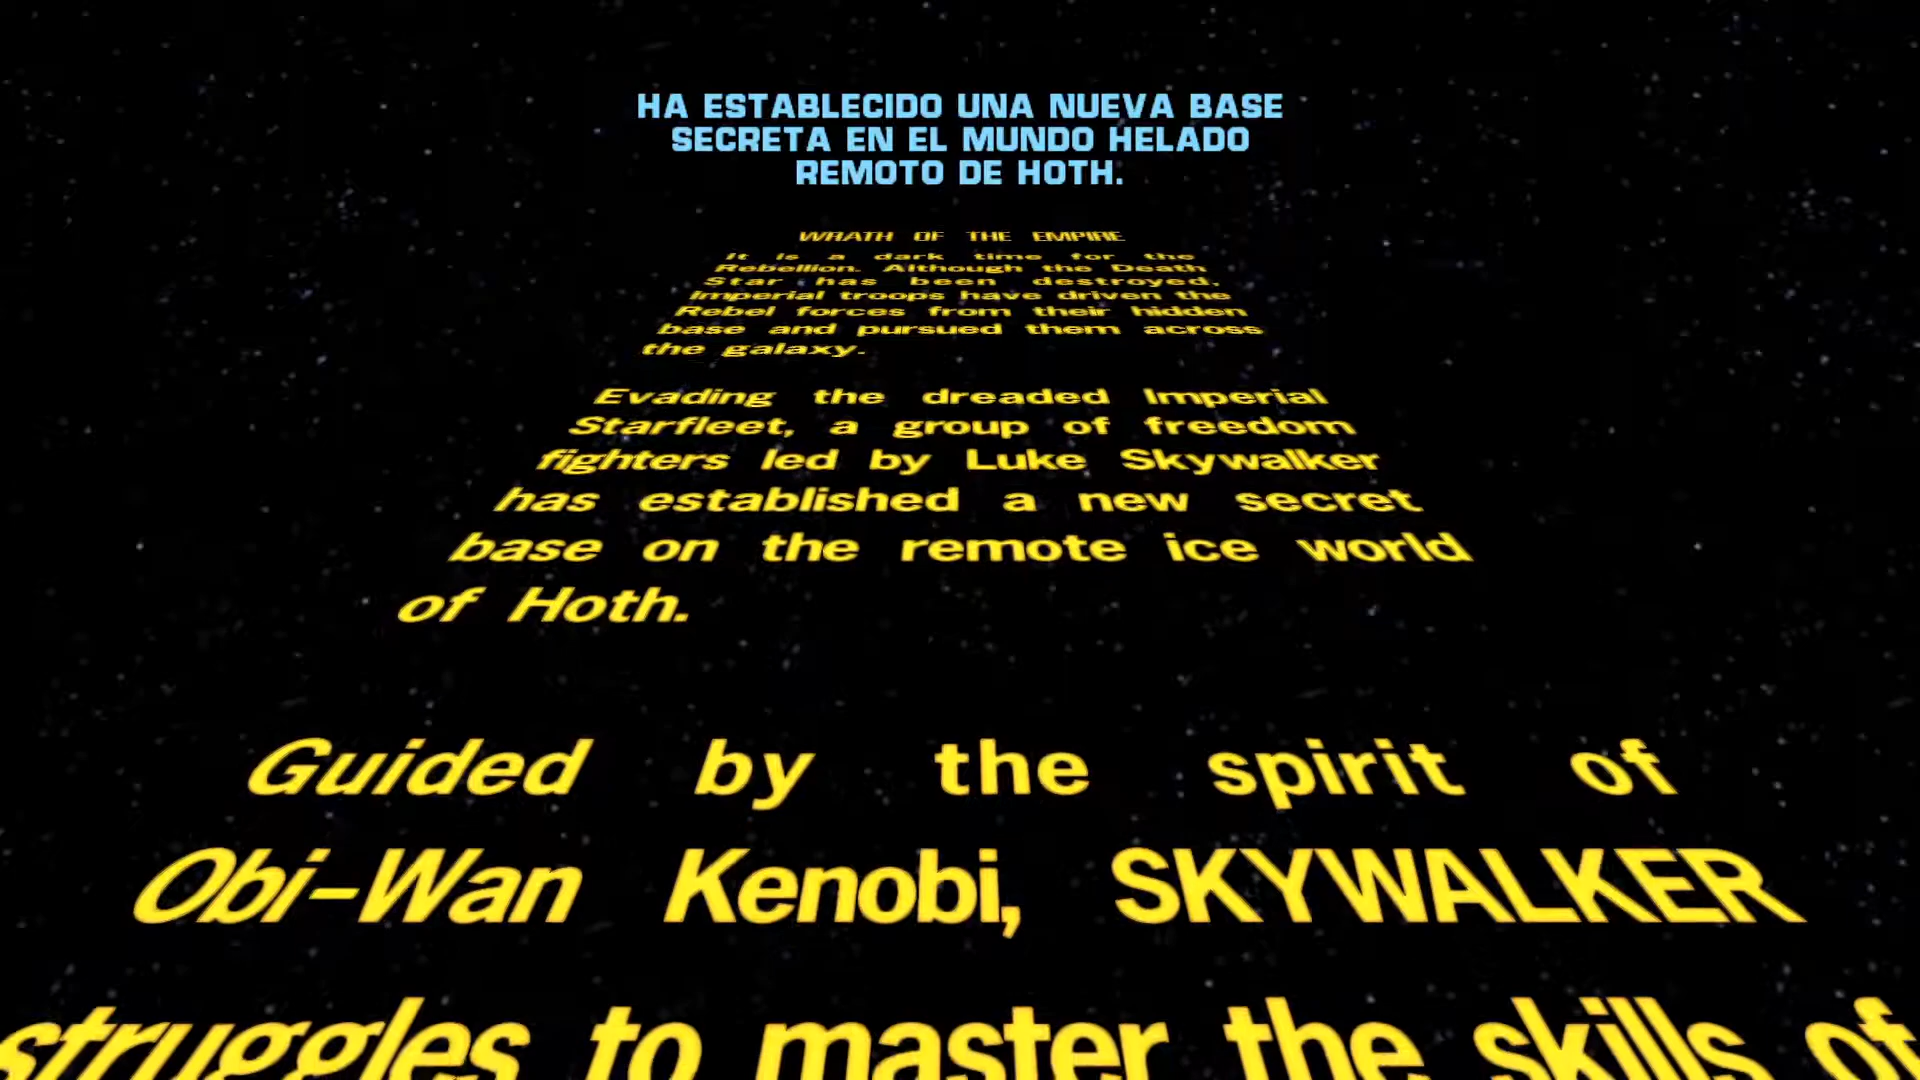 HA ESTABLECIDO UNA NUEVA BASE
SECRETA EN EL MUNDO HELADO
REMOTO DE HOTH.
WRATH OF THE EMPIRE
It is a dark time for the
Rebellion. Although the Death
Star has been destroyed,
Imperial troops have driven the
Rebel forces from their hidden
base and pursued them across
the galaxy.
Evading the dreaded Imperial
Starfleet, a group of freedom
fighters led by Luke Skywalker
has established a new secret
base on the remote ice world
of Hoth.
Guided by the spirit of
Obi-Wan Kenobi, SKYWALKER
struggles to master the skills of